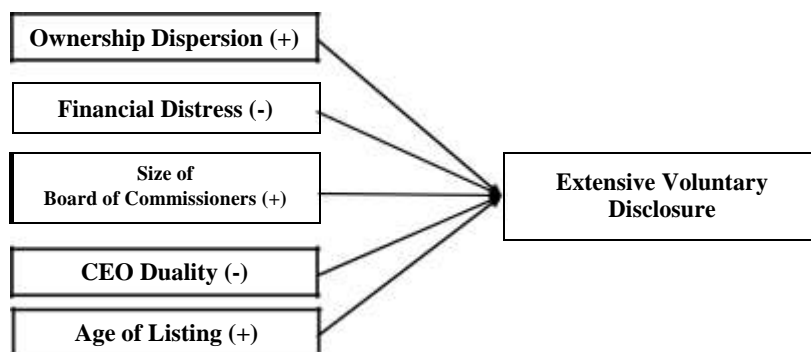 Ownership Dispersion (+)
Financial Distress (-)
Size of
Board of Commissioners (+)
Extensive Voluntary
Disclosure
CEO Duality (-)
Age of Listing (+)